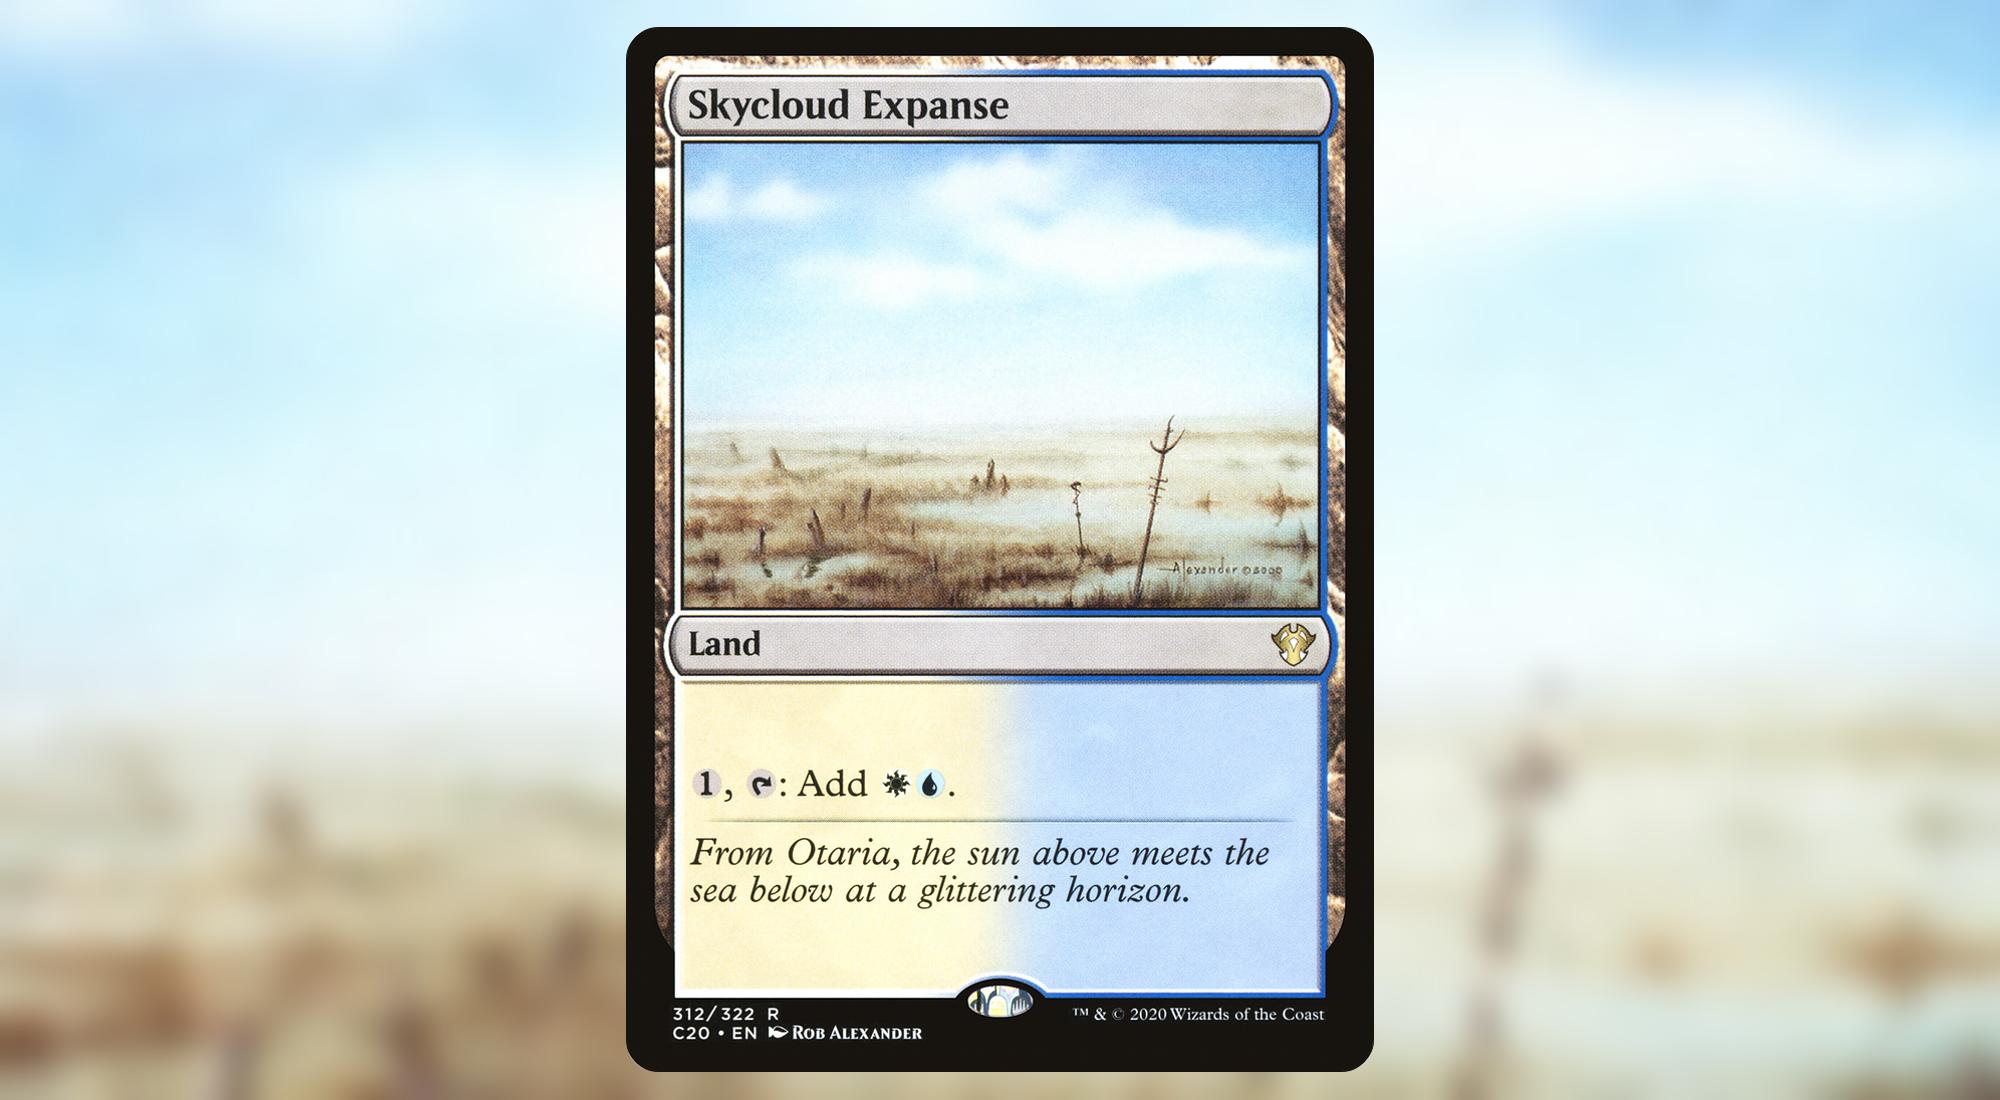 Skycloud Expanse
Alexander ©2000
Land
1, : Add .
From Otaria, the sun above meets the
sea below at a glittering horizon.
312/322 R
C20 • EN Rob Alexander
™ & © 2020 Wizards of the Coast